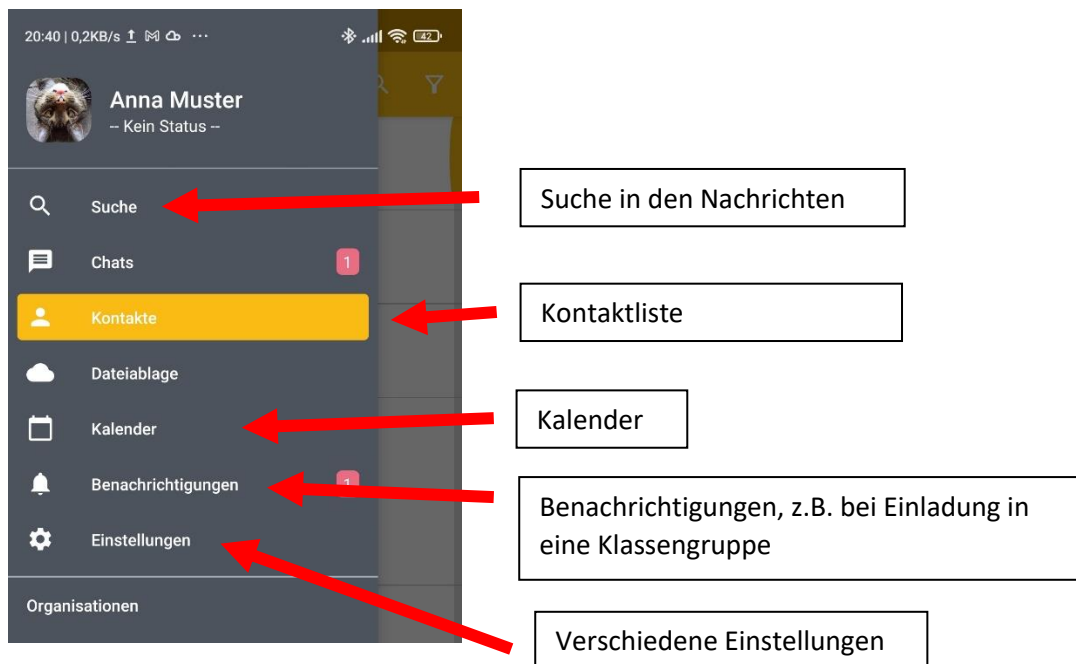 20:40 | 0,2KB/s ...
42
Anna Muster
-- Kein Status --
Suche
Suche in den Nachrichten
Chats
1
Kontakte
Kontaktliste
Dateiablage
Kalender
Kalender
Benachrichtigungen
1
Benachrichtigungen, z.B. bei Einladung in
eine Klassengruppe
Einstellungen
Organisationen
Verschiedene Einstellungen